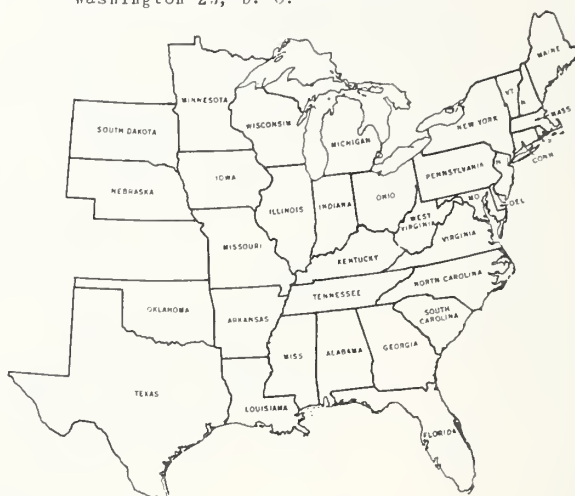 Washington 25, D. C.
MAINE
VT
N
MINNESOTA
WISCONSIN
MICHIGAN
NEW YORK
MASS
CONN
SOUTH DAKOTA
IOWA
PENNSYLVANIA
N
NEBRASKA
ILLINOIS
INDIANA
OHIO
MD
DEL
WEST
VIRGINIA
VIRGINIA
MISSOURI
KENTUCKY
NORTH CAROLINA
TENNESSEE
OKLAHOMA
ARKANSAS
SOUTH
CAROLINA
MISS
ALABAMA
GEORGIA
TEXAS
LOUISIANA
FLORIDA